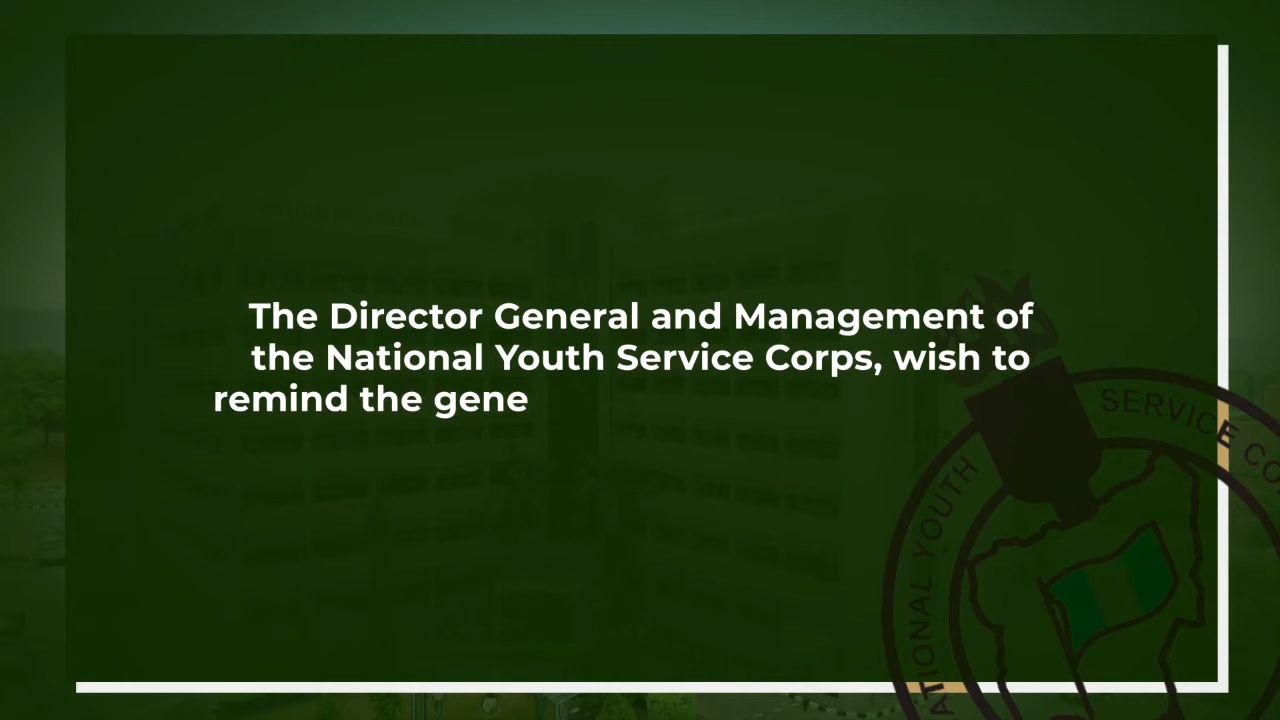 The Director General and Management of
the National Youth Service Corps, wish to
remind the gene
NATIONAL YOUTH
SERVICE CO